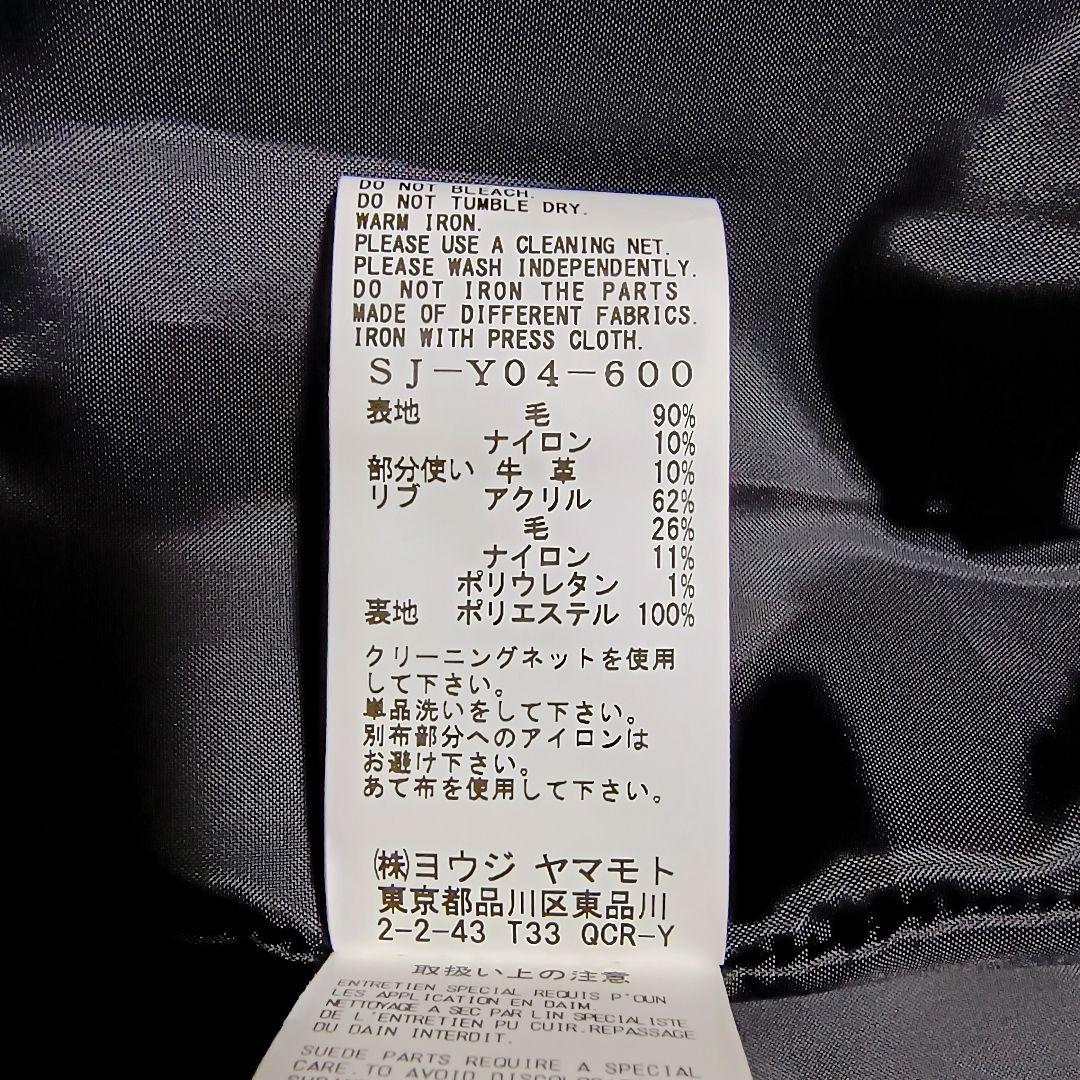 DO NOT BLEACH.
DO NOT TUMBLE DRY.
WARM IRON.
PLEASE USE A CLEANING NET.
PLEASE WASH INDEPENDENTLY.
DO NOT IRON THE PARTS
MADE OF DIFFERENT FABRICS.
IRON WITH PRESS CLOTH.
SJ-Y04-600
表地 毛 90%
ナイロン 10%
部分使い 牛 革 10%
リブ アクリル 62%
毛 26%
ナイロン 11%
ポリウレタン 1%
裏地 ポリエステル 100%
クリーニングネットを使用
して下さい。
単品洗いをして下さい。
別布部分へのアイロンは
お避け下さい。
あて布を使用して下さい。
㈱ヨウジ ヤマモト
東京都品川区東品川
2-2-43 T33 QCR-Y
取扱い上の注意
ENTRETIEN SPECIAL REQUIS P'OUN
LES APPLICATION EN DAIM.
NETTOYAGE A SEC PAR LIN SPECIALISTE
DE L'ENTRETIEN PU CUIR.REPASSAGE
DU DAIN INTERDIT.
SUEDE PARTS REQUIRE A SPECIAL
CARE.TO AVOID